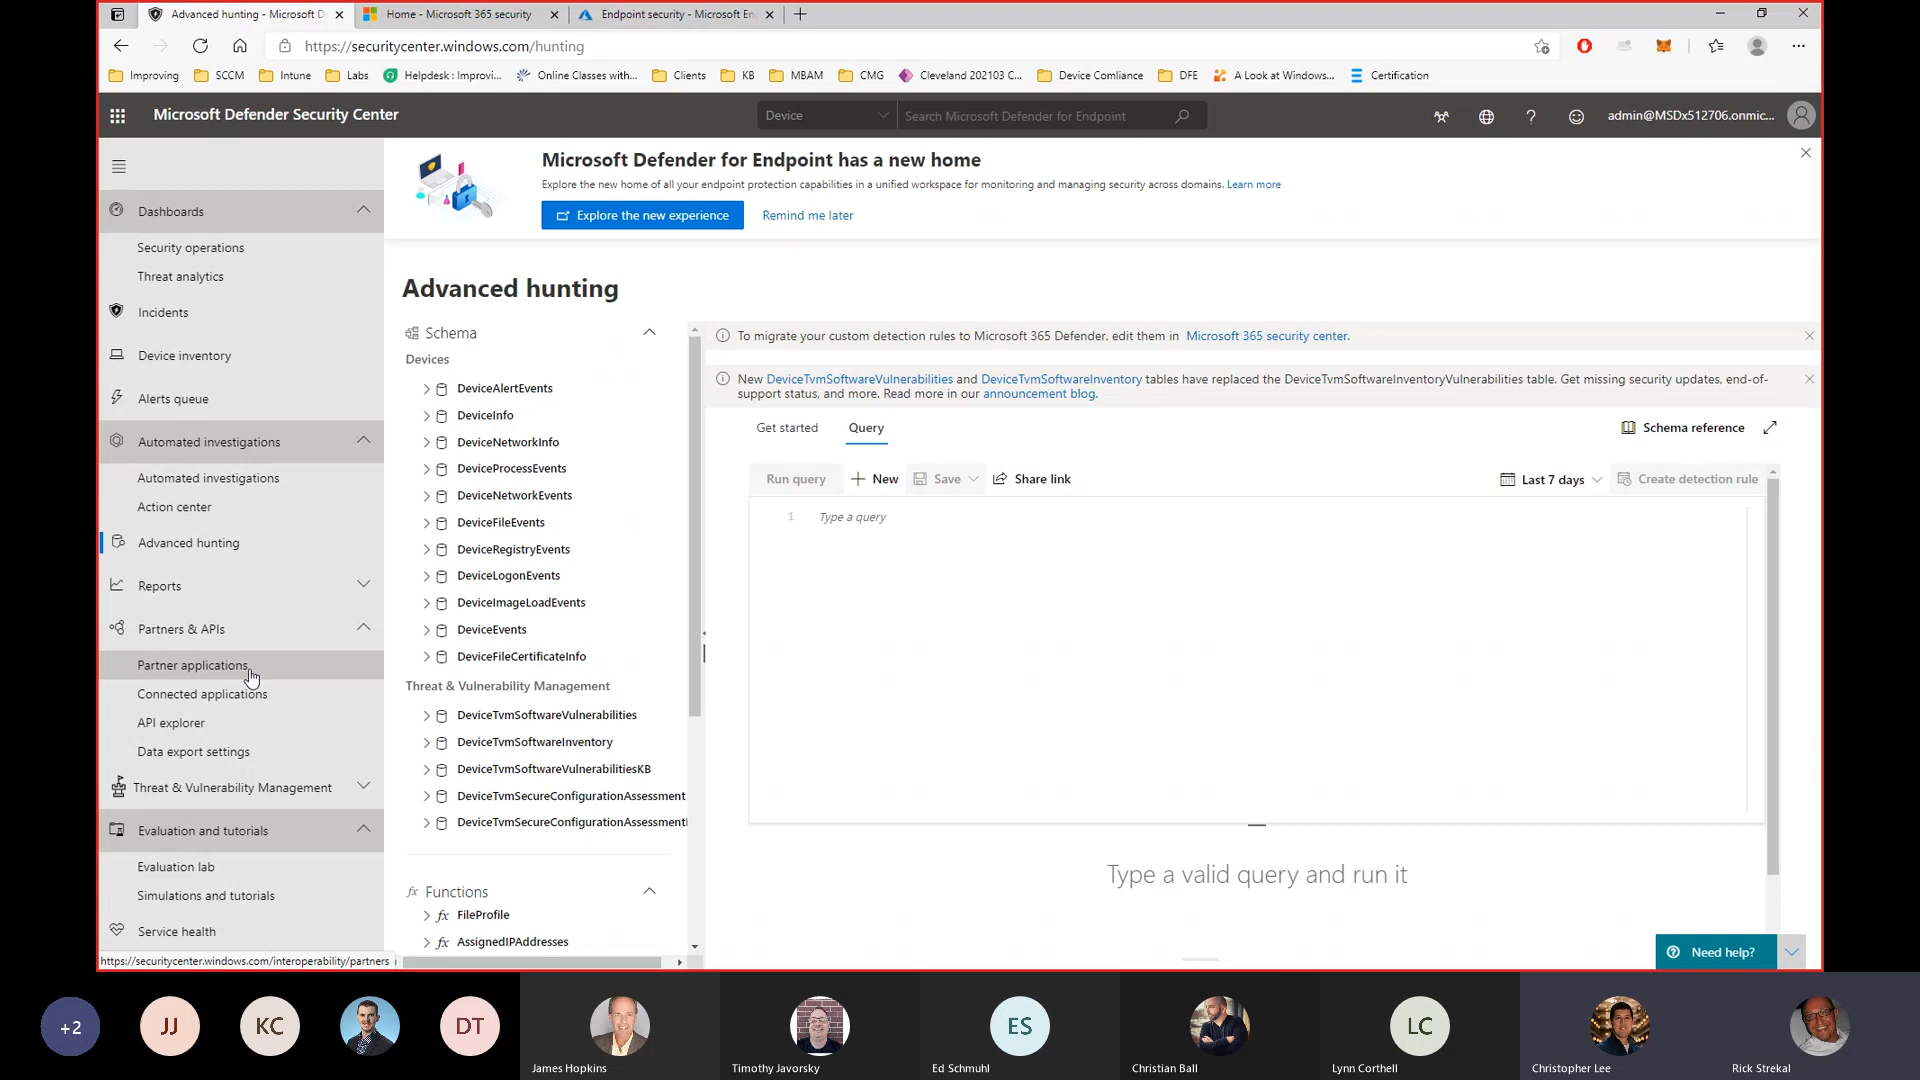 Advanced hunting - Microsoft D
Home - Microsoft 365 security
Endpoint security - Microsoft En
https://securitycenter.windows.com/hunting
Improving
SCCM
Intune
Labs
Helpdesk : Improvi...
Online Classes with...
Clients
KB
MBAM
CMG
Cleveland 202103 C...
Device Comliance
DFE
A Look at Windows...
Certification
Microsoft Defender Security Center
Device
Search Microsoft Defender for Endpoint
admin@MSDx512706.onmic...
Dashboards
Security operations
Threat analytics
Incidents
Device inventory
Alerts queue
Automated investigations
Automated investigations
Action center
Advanced hunting
Reports
Partners & APIs
Partner applications
Connected applications
API explorer
Data export settings
Threat & Vulnerability Management
Evaluation and tutorials
Evaluation lab
Simulations and tutorials
Service health
https://securitycenter.windows.com/interoperability/partners
Microsoft Defender for Endpoint has a new home
Explore the new home of all your endpoint protection capabilities in a unified workspace for monitoring and managing security across domains. Learn more
Explore the new experience
Remind me later
Advanced hunting
Schema
Devices
DeviceAlertEvents
DeviceInfo
DeviceNetworkInfo
DeviceProcessEvents
DeviceNetworkEvents
DeviceFileEvents
DeviceRegistryEvents
DeviceLogonEvents
DeviceImageLoadEvents
DeviceEvents
DeviceFileCertificateInfo
Threat & Vulnerability Management
DeviceTvmSoftwareVulnerabilities
DeviceTvmSoftwareInventory
DeviceTvmSoftwareVulnerabilitiesKB
DeviceTvmSecureConfigurationAssessment
DeviceTvmSecureConfigurationAssessment
fx Functions
fx FileProfile
fx AssignedIPAddresses
To migrate your custom detection rules to Microsoft 365 Defender, edit them in Microsoft 365 security center.
New DeviceTvmSoftwareVulnerabilities and DeviceTvmSoftwareInventory tables have replaced the DeviceTvmSoftwareInventoryVulnerabilities table. Get missing security updates, end-of-
support status, and more. Read more in our announcement blog.
Get started
Query
Schema reference
Run query
New
Save
Share link
Last 7 days
Create detection rule
1 Type a query
Type a valid query and run it
Need help?
+2
JJ
KC
DT
James Hopkins
Timothy Javorsky
ES
Ed Schmuhl
Christian Ball
LC
Lynn Corthell
Christopher Lee
Rick Strekal